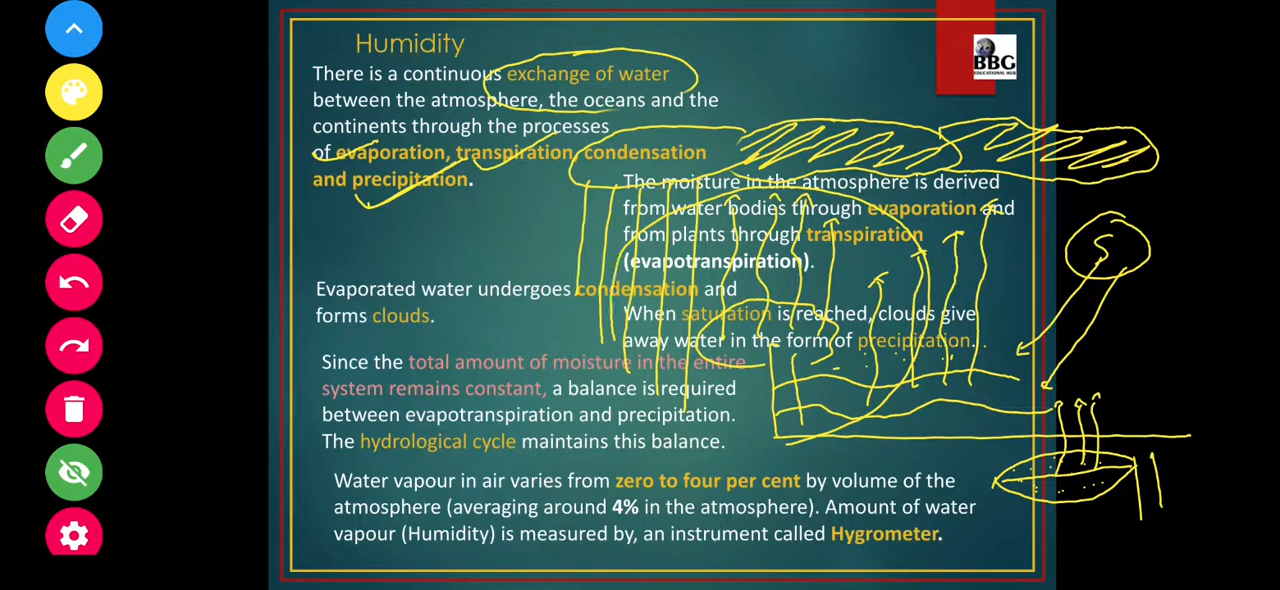 Humidity
BBG
EDUCATIONAL HUB
There is a continuous exchange of water
between the atmosphere, the oceans and the
continents through the processes
of evaporation, transpiration, condensation
and precipitation.
The moisture in the atmosphere is derived
from water bodies through evaporation and
from plants through transpiration
(evapotranspiration).
S
Evaporated water undergoes condensation and
forms clouds.
When saturation is reached, clouds give
away water in the form of precipitation.
Since the total amount of moisture in the entire
system remains constant, a balance is required
between evapotranspiration and precipitation.
The hydrological cycle maintains this balance.
Water vapour in air varies from zero to four per cent by volume of the
atmosphere (averaging around 4% in the atmosphere). Amount of water
vapour (Humidity) is measured by, an instrument called Hygrometer.